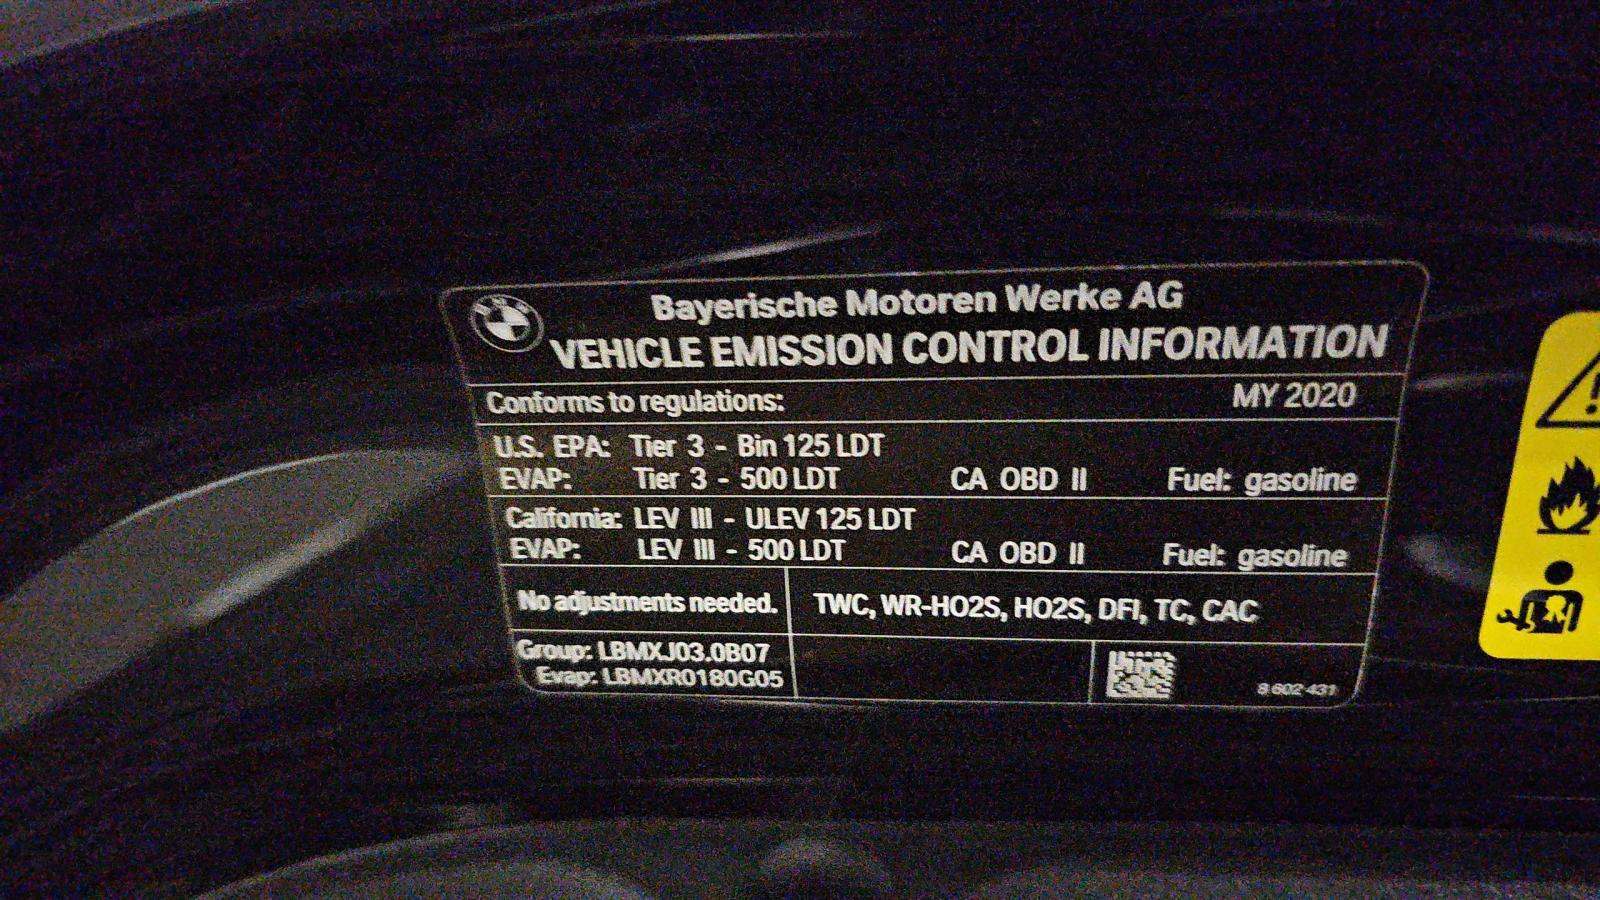 BMW
Bayerische Motoren Werke AG
VEHICLE EMISSION CONTROL INFORMATION
Conforms to regulations: MY 2020
U.S. EPA: Tier 3 - Bin 125 LDT
EVAP: Tier 3 - 500 LDT CA OBD II Fuel: gasoline
California: LEV III - ULEV 125 LDT
EVAP: LEV III - 500 LDT CA OBD II Fuel: gasoline
No adjustments needed. TWC, WR-HO2S, HO2S, DFI, TC, CAC
Group: LBMXJ03.0B07
Evap: LBMXR0180G05
8 602 431